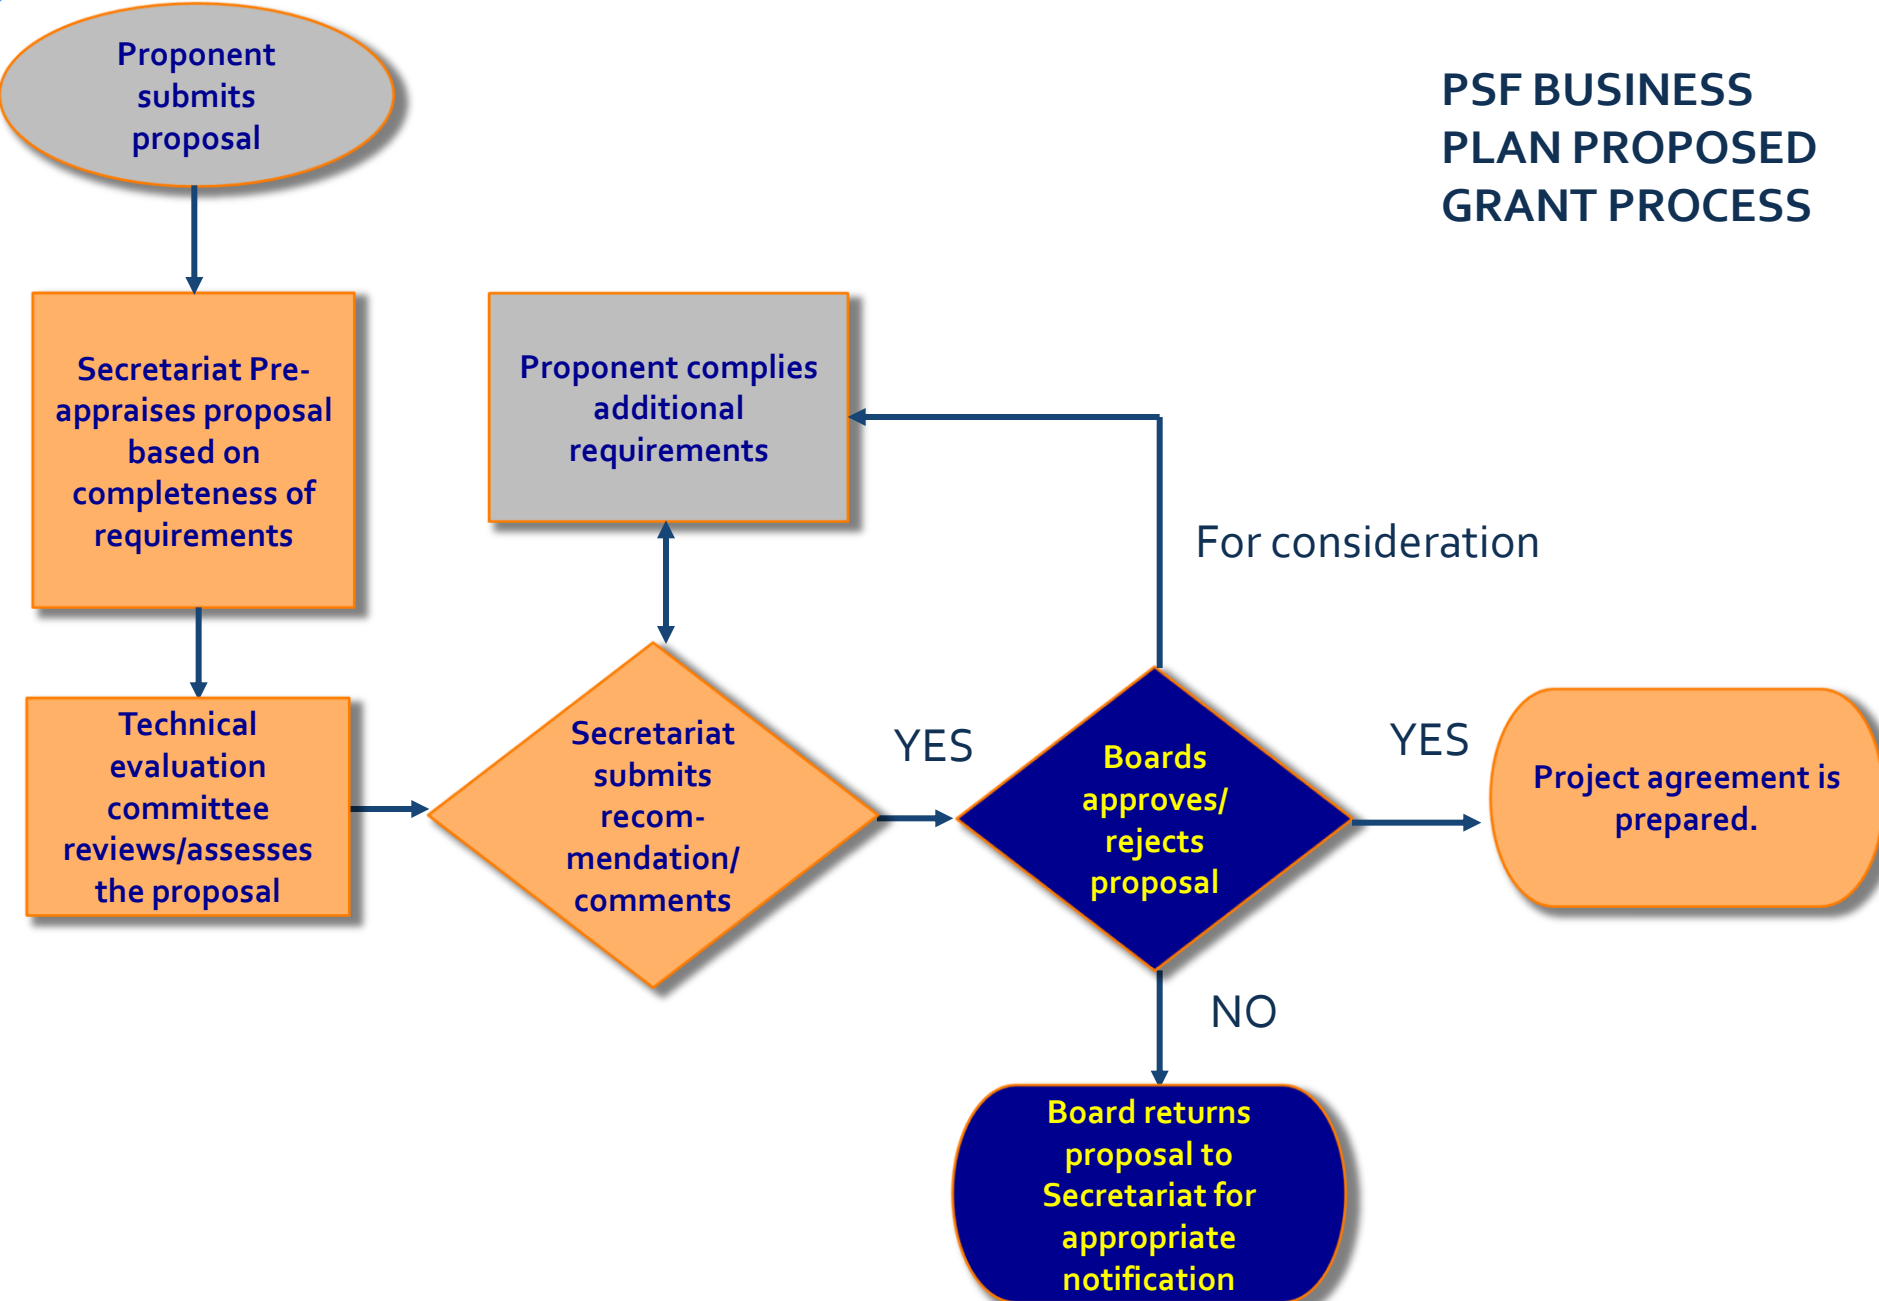 Proponent
submits
proposal
PSF BUSINESS
PLAN PROPOSED
GRANT PROCESS
Secretariat Pre-
appraises proposal
based on
completeness of
requirements
Proponent complies
additional
requirements
For consideration
Technical
evaluation
committee
reviews/assesses
the proposal
Secretariat
submits
recom-
mendation/
comments
YES
Boards
approves/
rejects
proposal
YES
Project agreement is
prepared.
NO
Board returns
proposal to
Secretariat for
appropriate
notification